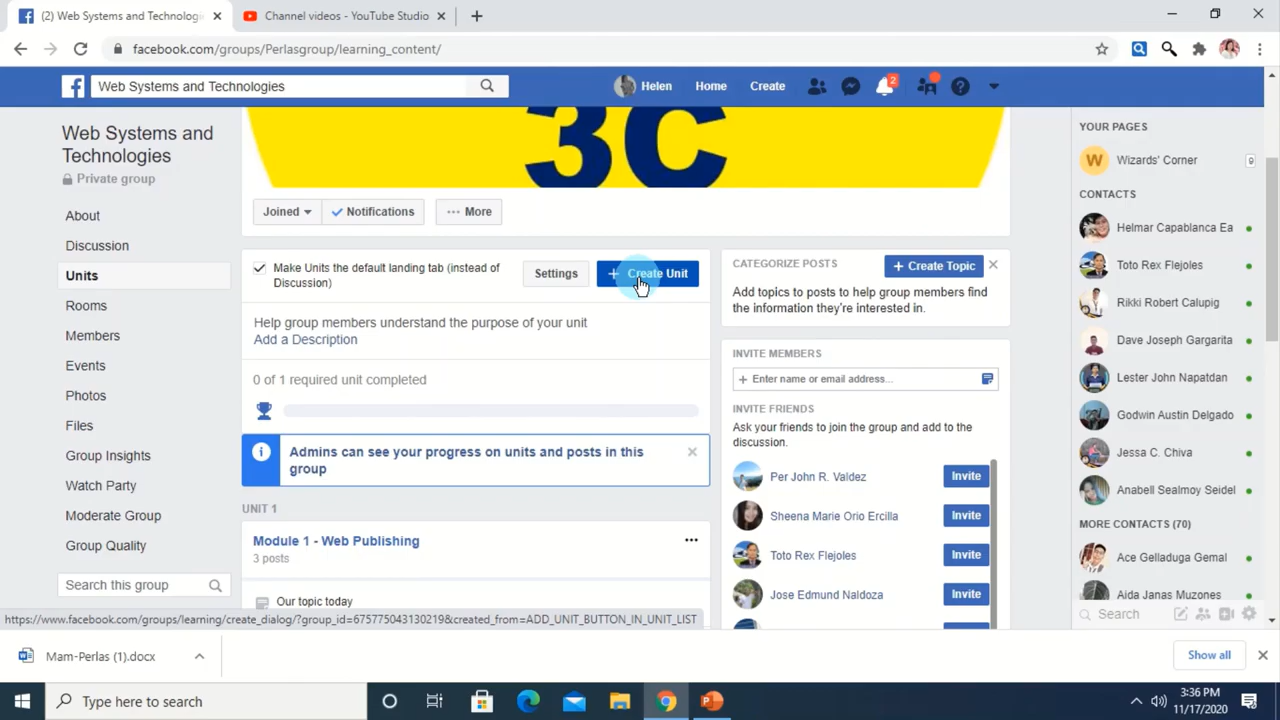 (2) Web Systems and Technologi
Channel videos - YouTube Studio
facebook.com/groups/Perlasgroup/learning_content/
Web Systems and Technologies
Helen
Home
Create
2
Web Systems and
Technologies
Private group
About
Discussion
Units
Rooms
Members
Events
Photos
Files
Group Insights
Watch Party
Moderate Group
Group Quality
Search this group
3C
Joined
Notifications
More
Make Units the default landing tab (instead of
Discussion)
Settings
+ Create Unit
Help group members understand the purpose of your unit
Add a Description
0 of 1 required unit completed
Admins can see your progress on units and posts in this
group
UNIT 1
Module 1 - Web Publishing
3 posts
Our topic today
CATEGORIZE POSTS
+ Create Topic
Add topics to posts to help group members find
the information they're interested in.
INVITE MEMBERS
+ Enter name or email address...
INVITE FRIENDS
Ask your friends to join the group and add to the
discussion.
Per John R. Valdez
Invite
Sheena Marie Orio Ercilla
Invite
Toto Rex Flejoles
Invite
Jose Edmund Naldoza
Invite
YOUR PAGES
W
Wizards' Corner
9
CONTACTS
Helmar Capablanca Ea
Toto Rex Flejoles
Rikki Robert Calupig
Dave Joseph Gargarita
Lester John Napatdan
Godwin Austin Delgado
Jessa C. Chiva
Anabell Sealmoy Seidel
MORE CONTACTS (70)
Ace Gelladuga Gemal
Aida Janas Muzones
Search
https://www.facebook.com/groups/learning/create_dialog/?group_id=675775043130219&created_from=ADD_UNIT_BUTTON_IN_UNIT_LIST
Mam-Perlas (1).docx
Show all
Type here to search
3:36 PM
11/17/2020